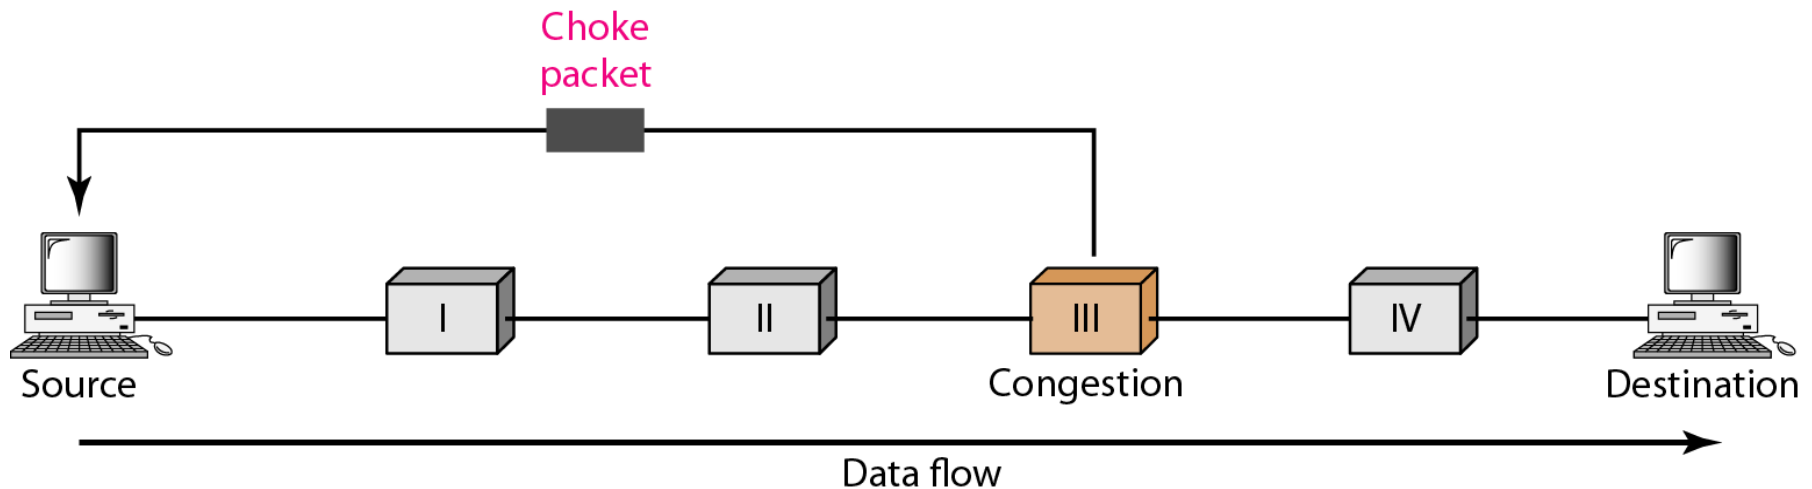 Choke
packet
I
II
III
IV
Source
Congestion
Destination
Data flow